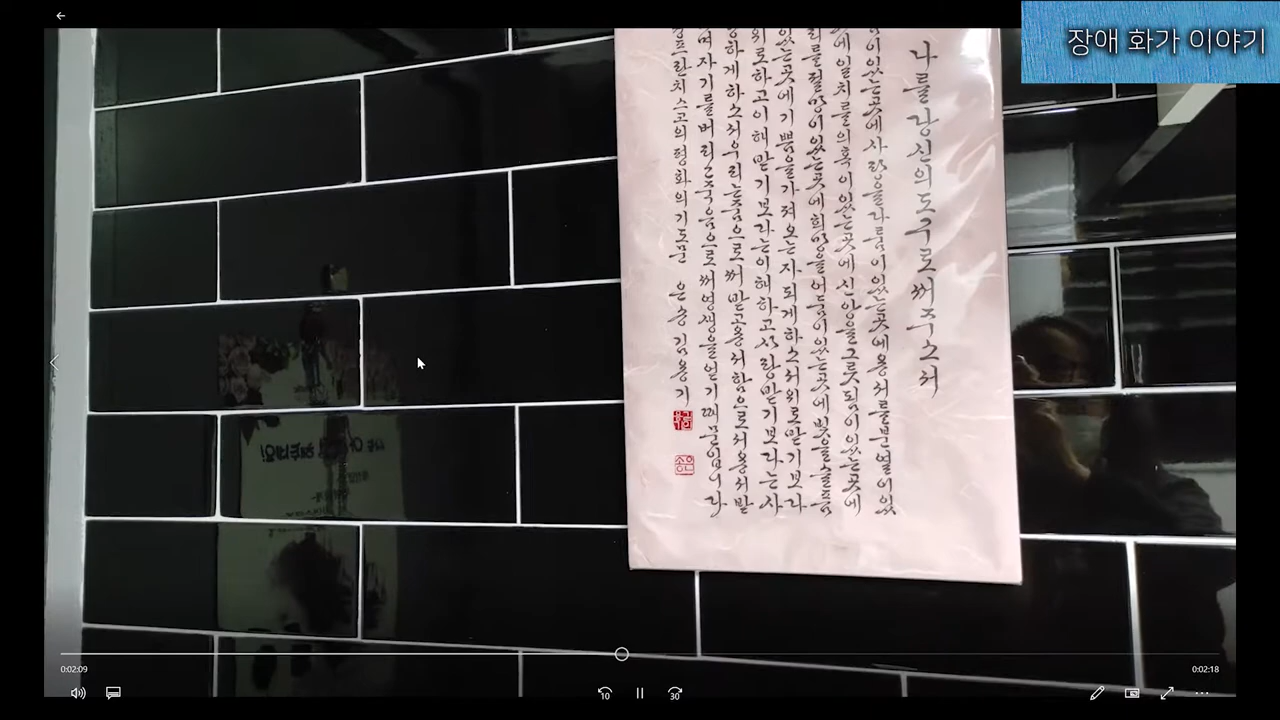 장애 화가 이야기
나를당신의도구로써주소서
움이있는곳에사랑을다툼이있는곳에용서를분열이있
에일치를의혹이있는곳에신앙을그릇됨이있는곳에
리를절망이있는곳에희망을어둠이있는곳에빛을슬픔
있는곳에기쁨을가져오는자되게하소서위로받기보다
위로하고이해받기보다는이해하고사랑받기보다는사
하게하소서우리는줌으로써받고용서함으로써용서받
며자기를버리고죽음으로써영생을얻기때문입니다
프란치스코의평화의기도문 은송 김용기
0:02:09
0:02:18
10
30